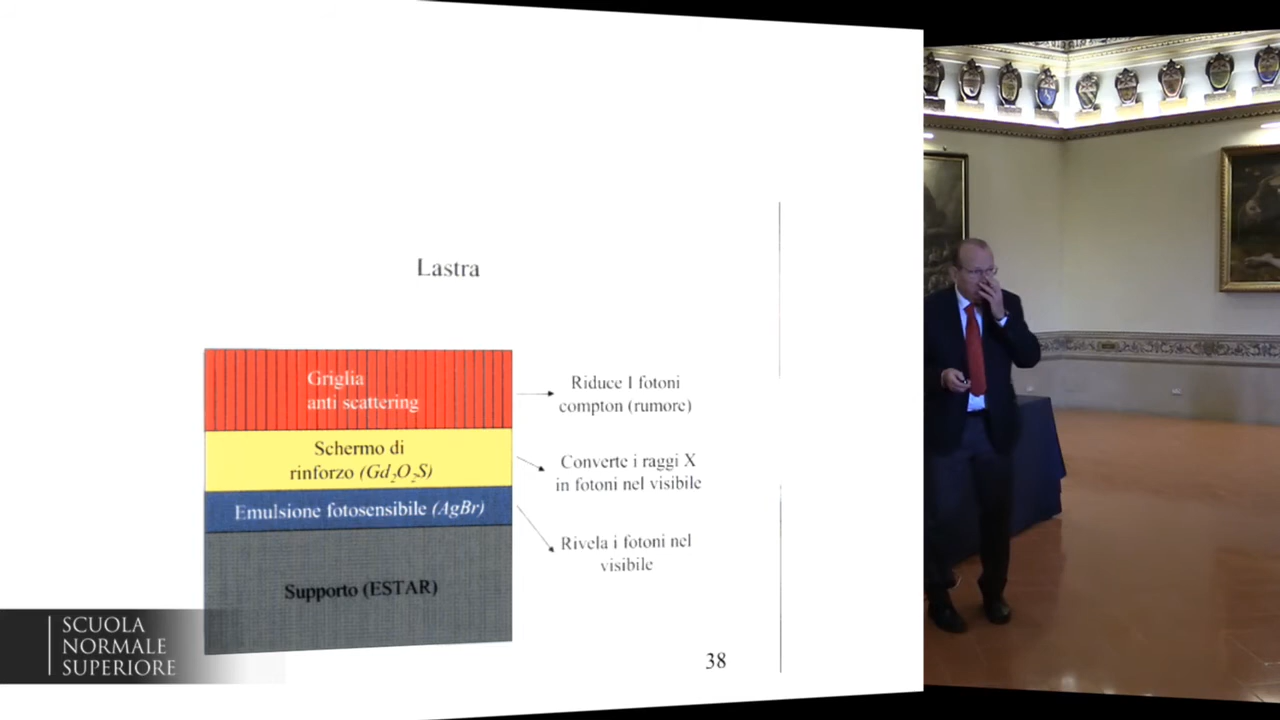 Lastra
Griglia
anti scattering
Riduce I fotoni
compton (rumore)
Schermo di
rinforzo (Gd₂O₂S)
Converte i raggi X
in fotoni nel visibile
Emulsione fotosensibile (AgBr)
Rivela i fotoni nel
visibile
Supporto (ESTAR)
38
SCUOLA
NORMALE
SUPERIORE